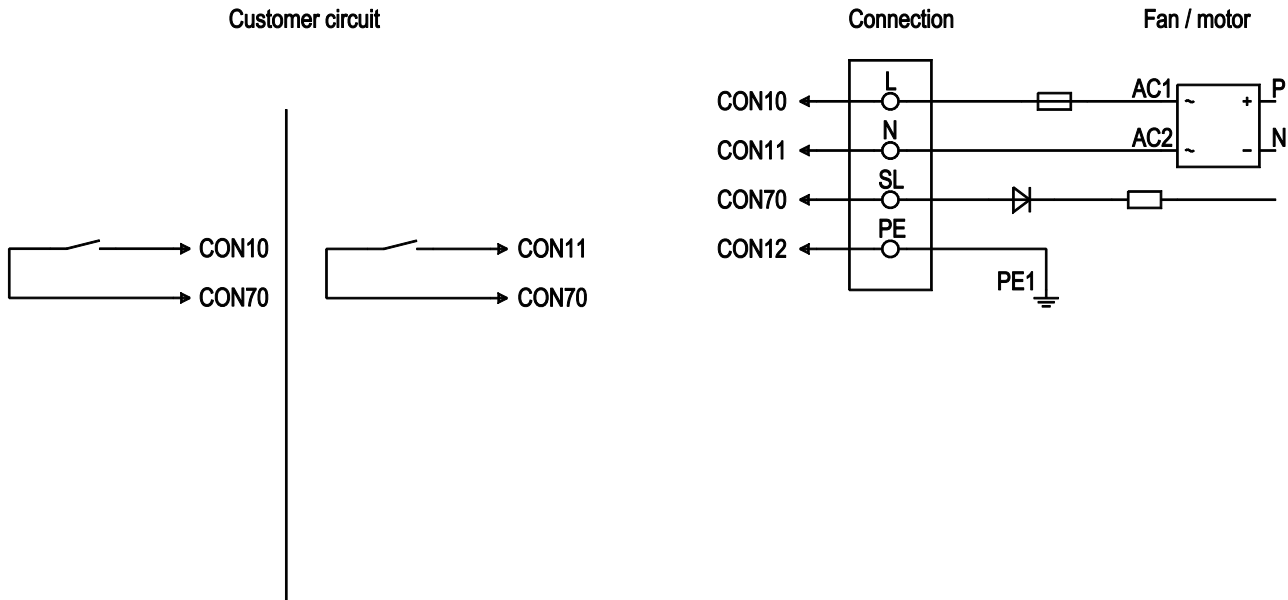 Customer circuit
Connection
Fan / motor
L
CON10
AC1
~
+
P
N
CON11
AC2
~
–
N
SL
CON70
PE
CON12
PE1
CON10
CON70
CON11
CON70